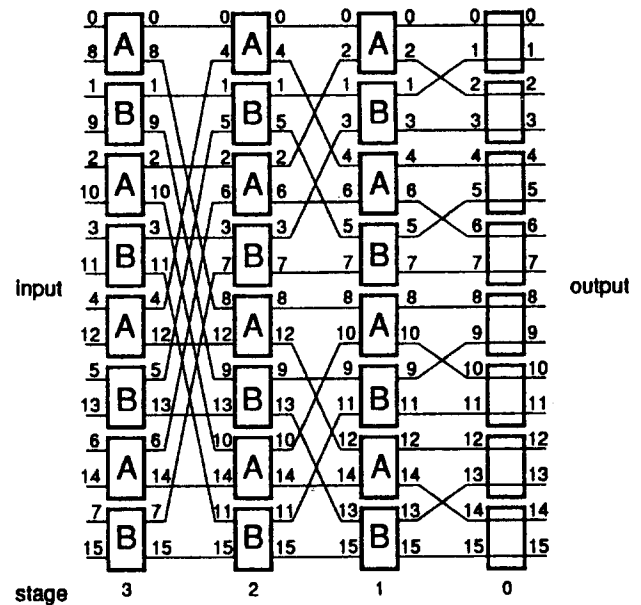 0 0 0 0 0 0 0 0
A A A
8 8 4 4 2 2 1 1
1 1 1 1 1 1 2 2
B B B
9 9 5 5 3 3 3 3
2 2 2 2 4 4 4 4
A A A
10 10 6 6 6 6 5 5
3 3 3 3 5 5 6 6
B B B
11 11 7 7 7 7 7 7
input output
4 4 8 8 8 8 8 8
A A A
12 12 12 12 10 10 9 9
5 5 9 9 9 9 10 10
B B B
13 13 13 13 11 11 11 11
6 6 10 10 12 12 12 12
A A A
14 14 14 14 14 14 13 13
7 7 11 11 13 13 14 14
B B B
15 15 15 15 15 15 15 15
stage 3 2 1 0